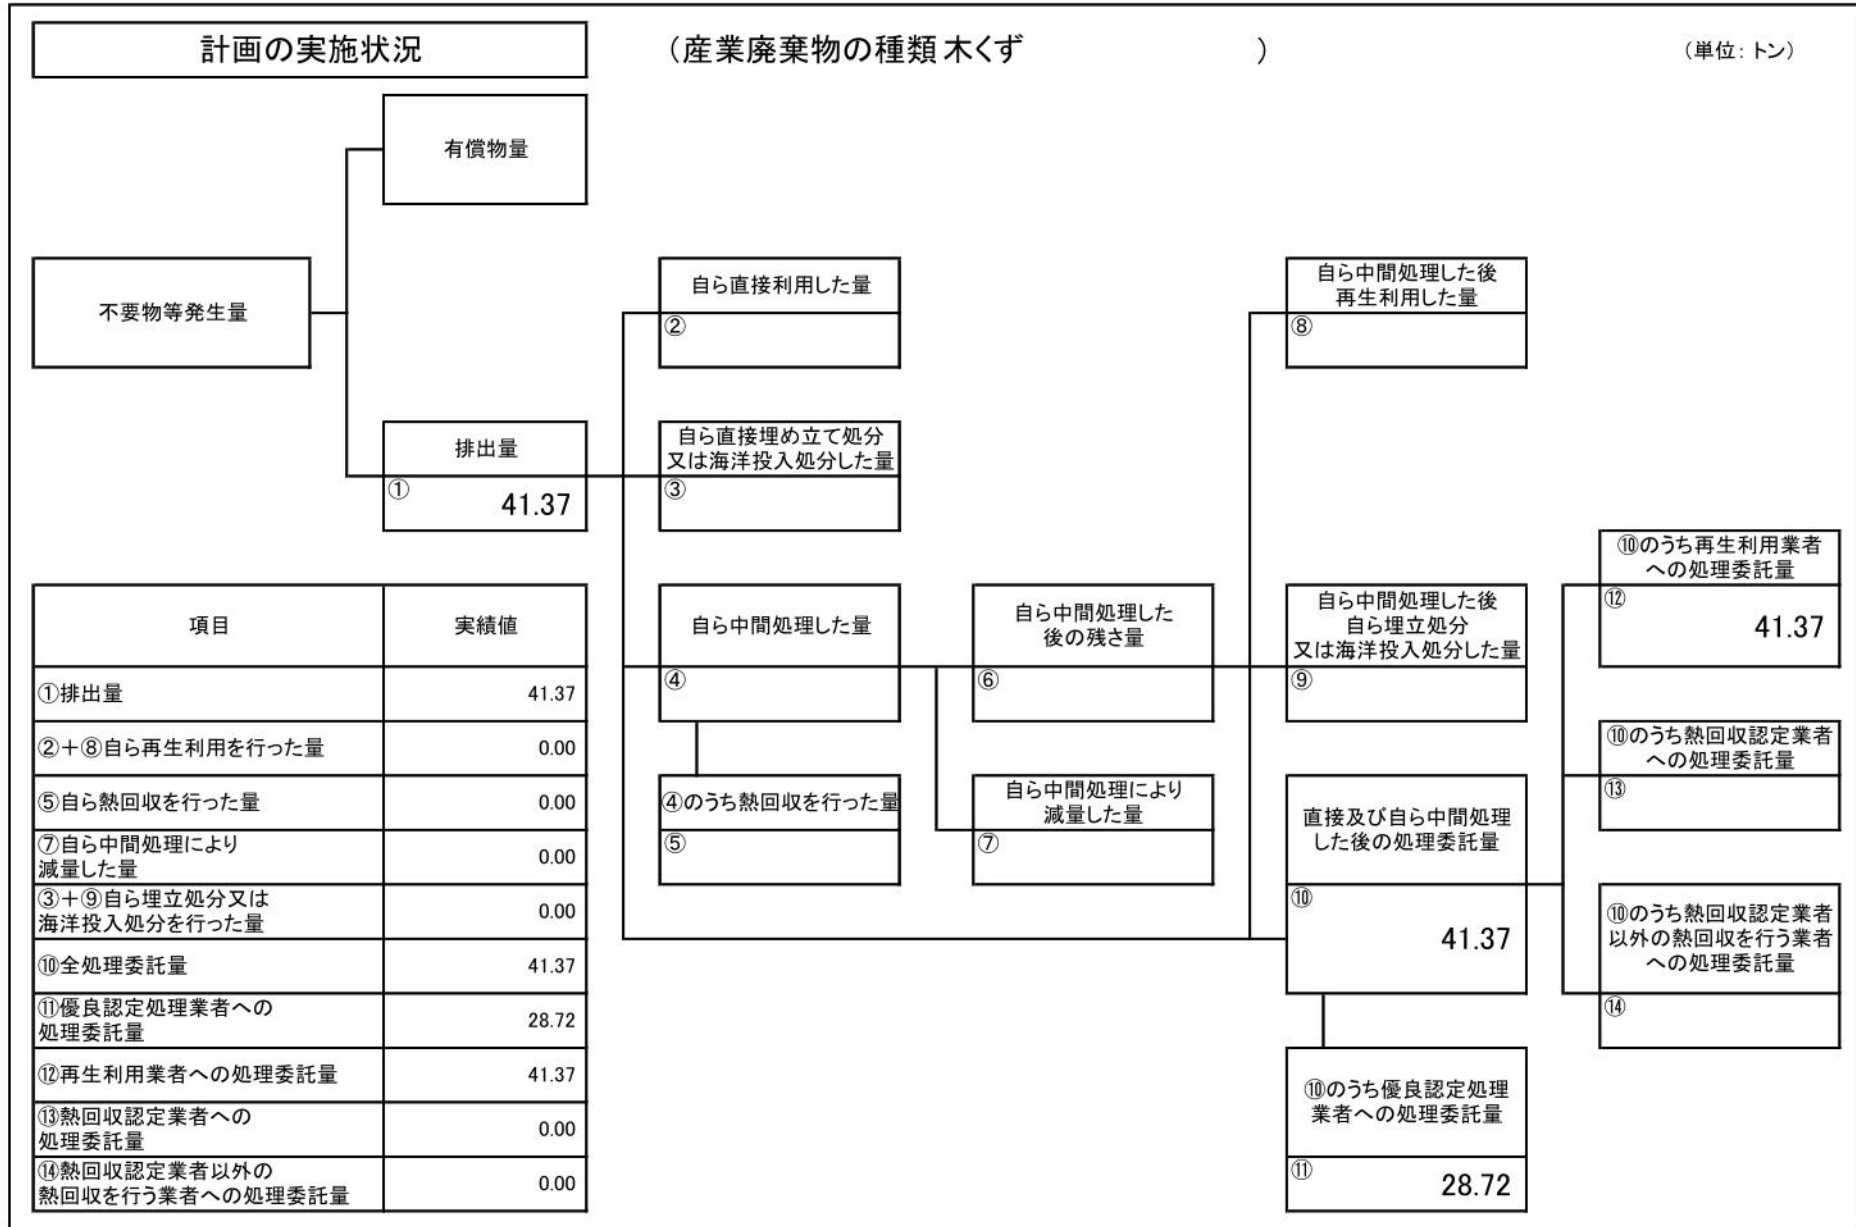 計画の実施状況
（産業廃棄物の種類 木くず　　　　　　　）
（単位：トン）
有償物量
不要物等発生量
自ら直接利用した量
②
自ら中間処理した後
再生利用した量
⑧
排出量
① 41.37
自ら直接埋め立て処分
又は海洋投入処分した量
③
⑩のうち再生利用業者
への処理委託量
⑫
41.37
自ら中間処理した量
④
自ら中間処理した
後の残さ量
⑥
自ら中間処理した後
自ら埋立処分
又は海洋投入処分した量
⑨
⑩のうち熱回収認定業者
への処理委託量
⑬
④のうち熱回収を行った量
⑤
自ら中間処理により
減量した量
⑦
直接及び自ら中間処理
した後の処理委託量
⑩
41.37
⑩のうち熱回収認定業者
以外の熱回収を行う業者
への処理委託量
⑭
⑩のうち優良認定処理
業者への処理委託量
⑪ 28.72
項目 実績値
①排出量 41.37
②＋⑧自ら再生利用を行った量 0.00
⑤自ら熱回収を行った量 0.00
⑦自ら中間処理により
減量した量 0.00
③＋⑨自ら埋立処分又は
海洋投入処分を行った量 0.00
⑩全処理委託量 41.37
⑪優良認定処理業者への
処理委託量 28.72
⑫再生利用業者への処理委託量 41.37
⑬熱回収認定業者への
処理委託量 0.00
⑭熱回収認定業者以外の
熱回収を行う業者への処理委託量 0.00